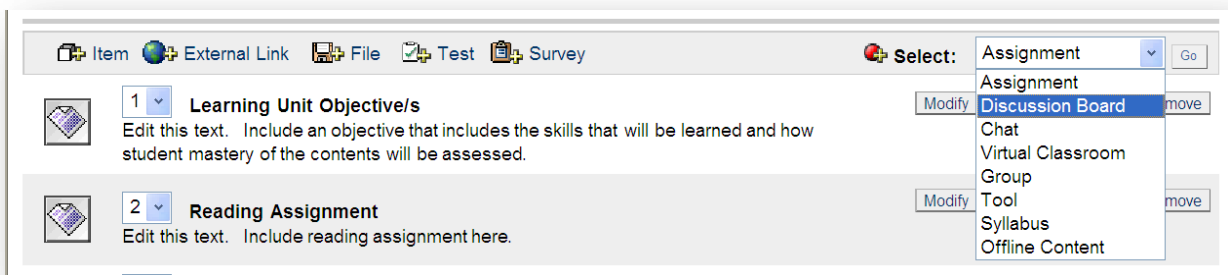 Item External Link File Test Survey Select: Assignment Go
Assignment
Discussion Board
Chat
Virtual Classroom
Group
Tool
Syllabus
Offline Content
1 Learning Unit Objective/s Modify move
Edit this text. Include an objective that includes the skills that will be learned and how
student mastery of the contents will be assessed.
2 Reading Assignment Modify move
Edit this text. Include reading assignment here.